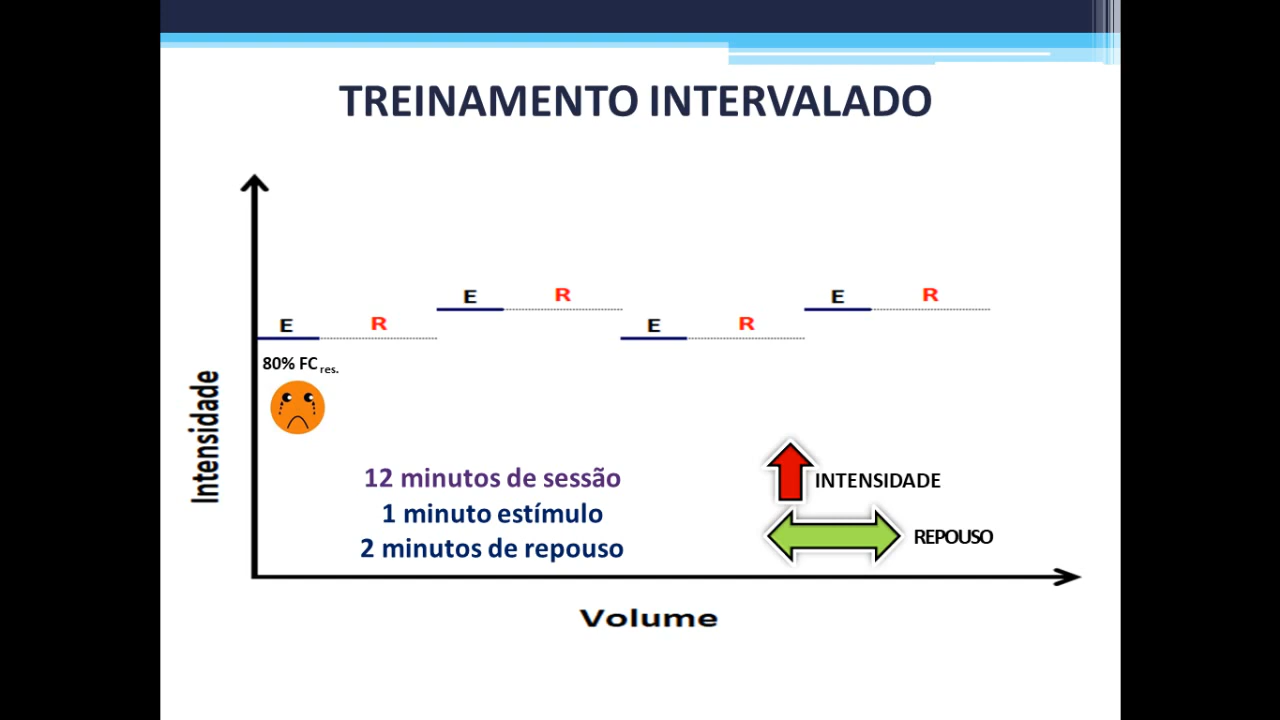 TREINAMENTO INTERVALADO
E R E R E R E R
80% FC res.
Intensidade
12 minutos de sessão
1 minuto estímulo
2 minutos de repouso
INTENSIDADE
REPOUSO
Volume